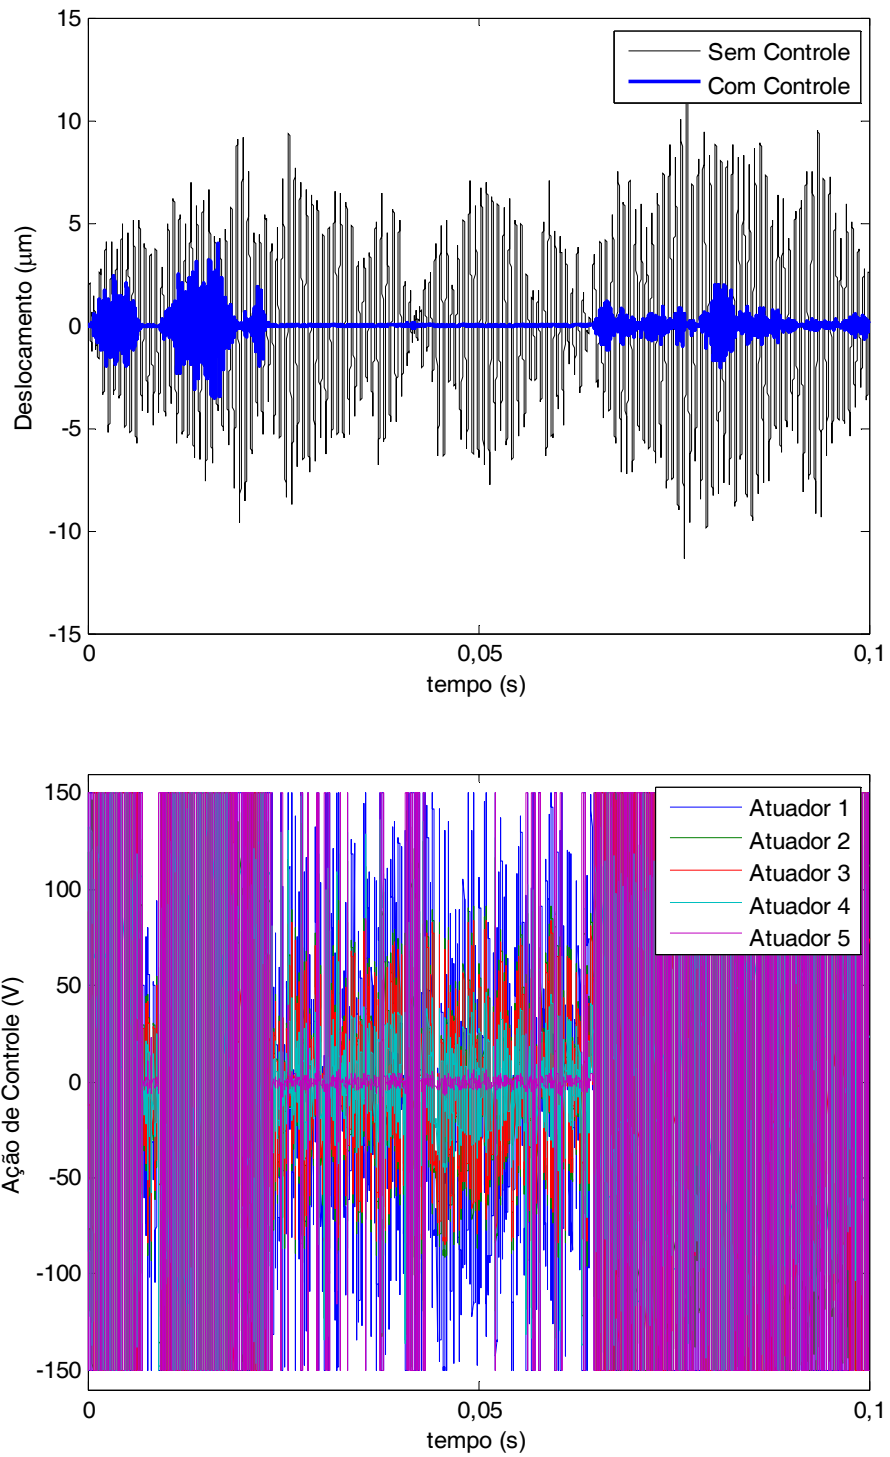 15
10
5
0
-5
-10
-15
Deslocamento (μm)
Sem Controle
Com Controle
0
0,05
0,1
tempo (s)
150
100
50
0
-50
-100
-150
Ação de Controle (V)
Atuador 1
Atuador 2
Atuador 3
Atuador 4
Atuador 5
0
0,05
0,1
tempo (s)